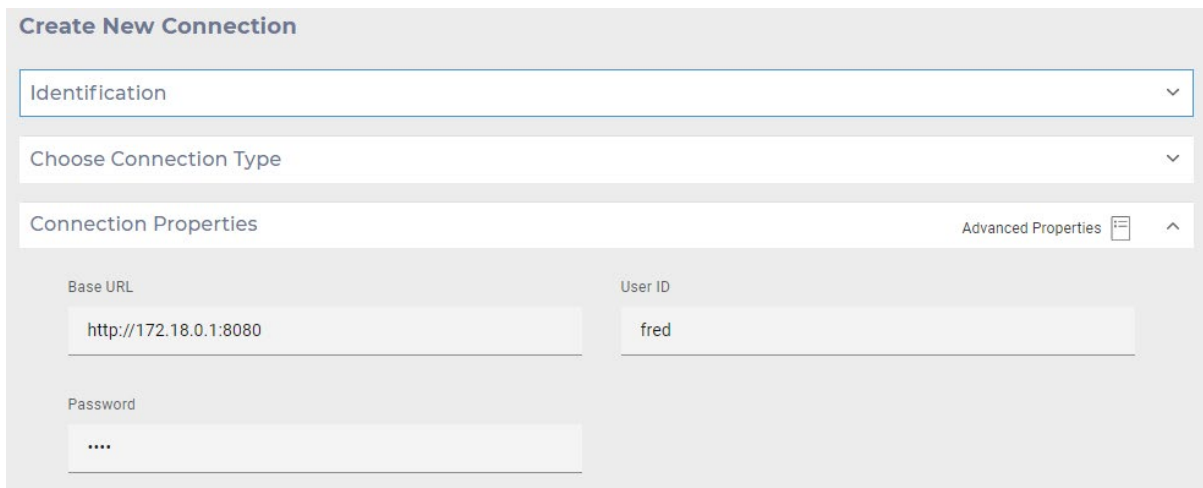 Create New Connection
Identification
Choose Connection Type
Connection Properties
Advanced Properties
Base URL
User ID
http://172.18.0.1:8080
fred
Password
••••